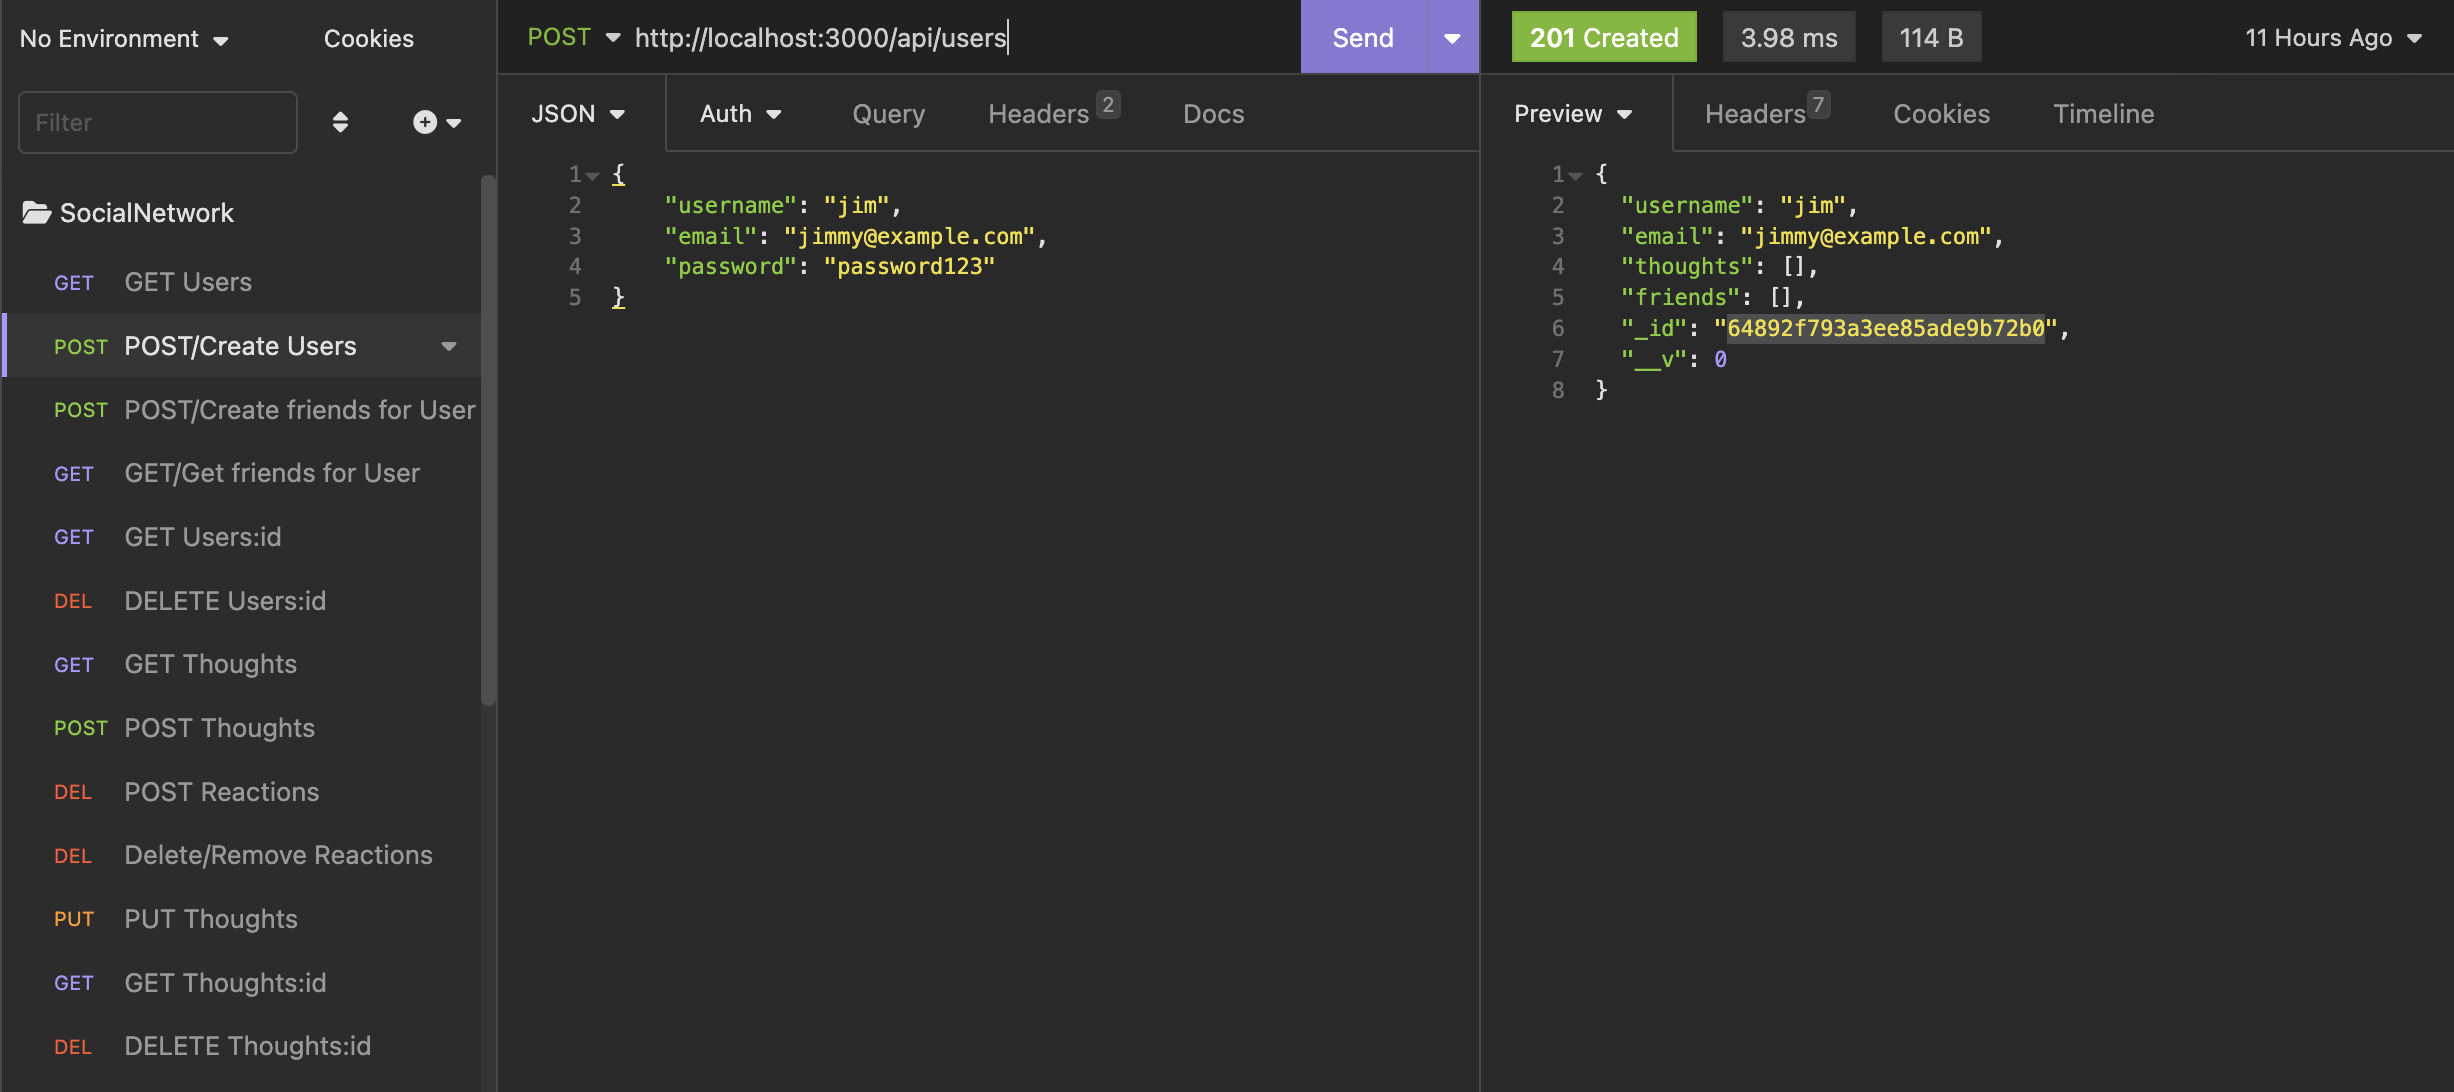 No Environment
Cookies
Filter
SocialNetwork
GET GET Users
POST POST/Create Users
POST POST/Create friends for User
GET GET/Get friends for User
GET GET Users:id
DEL DELETE Users:id
GET GET Thoughts
POST POST Thoughts
DEL POST Reactions
DEL Delete/Remove Reactions
PUT PUT Thoughts
GET GET Thoughts:id
DEL DELETE Thoughts:id
POST http://localhost:3000/api/users
Send
JSON Auth Query Headers 2 Docs
1 {
2 "username": "jim",
3 "email": "jimmy@example.com",
4 "password": "password123"
5 }
201 Created 3.98 ms 114 B 11 Hours Ago
Preview Headers 7 Cookies Timeline
1 {
2 "username": "jim",
3 "email": "jimmy@example.com",
4 "thoughts": [],
5 "friends": [],
6 "_id": "64892f793a3ee85ade9b72b0",
7 "__v": 0
8 }